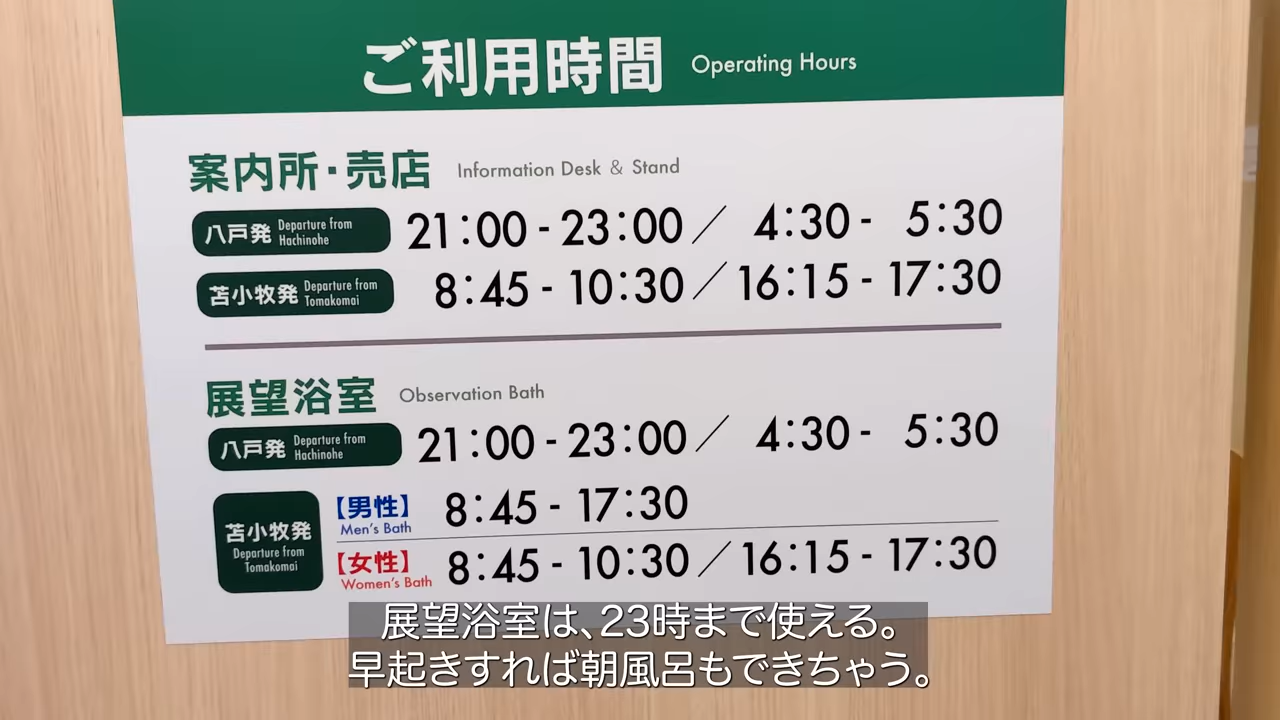 ご利用時間 Operating Hours
案内所・売店 Information Desk & Stand
八戸発 Departure from Hachinohe 21:00 - 23:00／ 4:30 - 5:30
苫小牧発 Departure from Tomakomai 8:45 - 10:30／16:15 - 17:30
展望浴室 Observation Bath
八戸発 Departure from Hachinohe 21:00 - 23:00／ 4:30 - 5:30
苫小牧発 Departure from Tomakomai
【男性】 Men's Bath 8:45 - 17:30
【女性】 Women's Bath 8:45 - 10:30／16:15 - 17:30
展望浴室は、23時まで使える。
早起きすれば朝風呂もできちゃう。